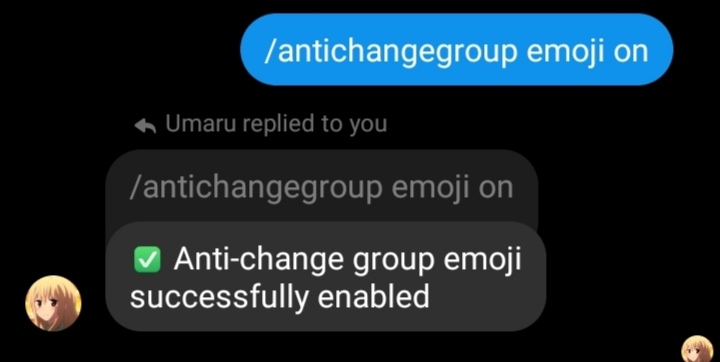 /antichangegroup emoji on
Umaru replied to you
/antichangegroup emoji on
✅ Anti-change group emoji
successfully enabled